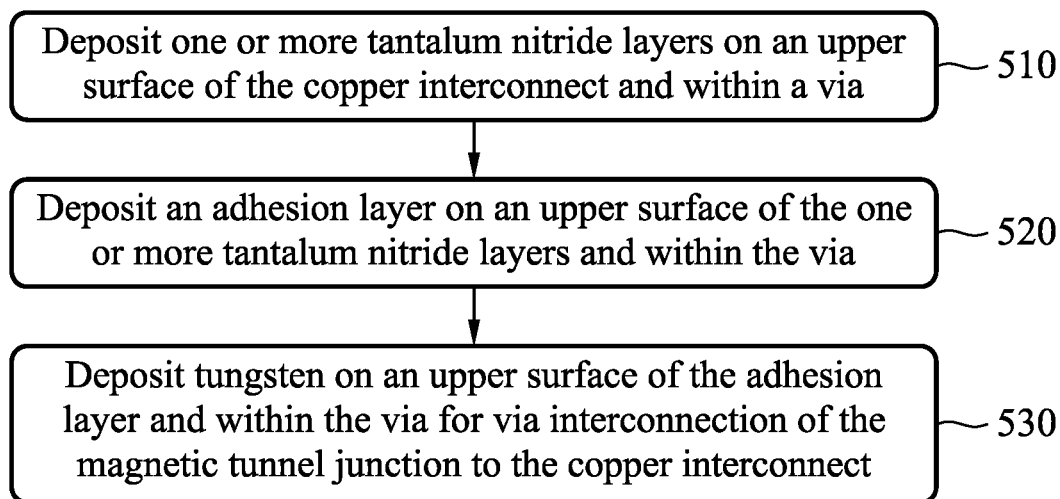 Deposit one or more tantalum nitride layers on an upper
surface of the copper interconnect and within a via
510
Deposit an adhesion layer on an upper surface of the one
or more tantalum nitride layers and within the via
520
Deposit tungsten on an upper surface of the adhesion
layer and within the via for via interconnection of the
magnetic tunnel junction to the copper interconnect
530